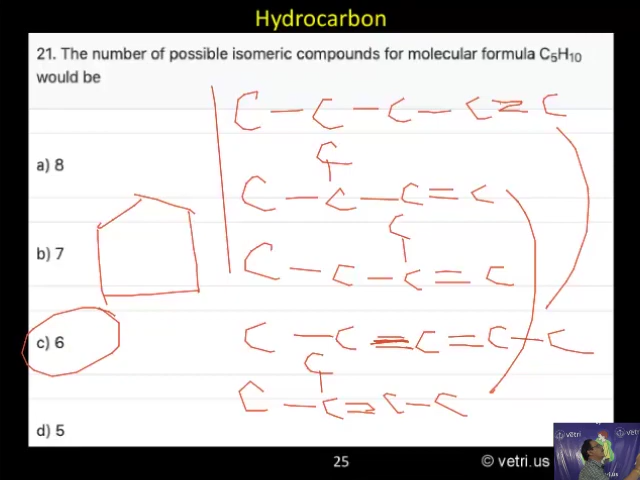 Hydrocarbon
21. The number of possible isomeric compounds for molecular formula C₅H₁₀
would be
C — C — C — C = C
C
a) 8
C — C — C = C
C
b) 7
C — C — C = C
c) 6
C — C = C = C — C
C
C — C = C — C
d) 5
25
© vetri.us